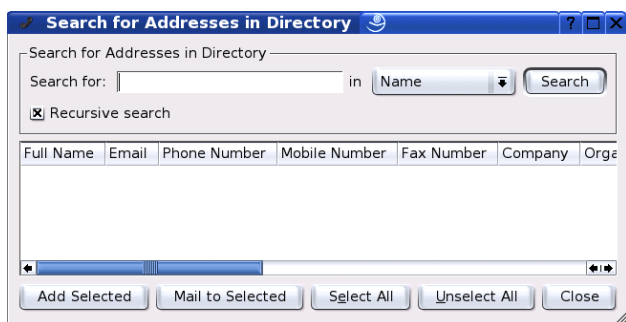 Search for Addresses in Directory
Search for Addresses in Directory
Search for: in Name Search
Recursive search
Full Name Email Phone Number Mobile Number Fax Number Company Orga
Add Selected Mail to Selected Select All Unselect All Close